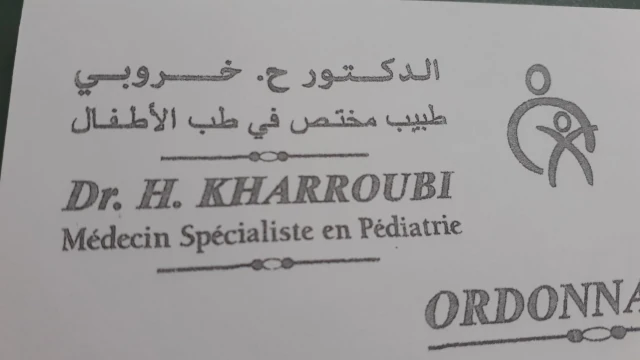 الدكتور ح. خروبي
طبيب مختص في طب الأطفال
Dr. H. KHARROUBI
Médecin Spécialiste en Pédiatrie
ORDONNA